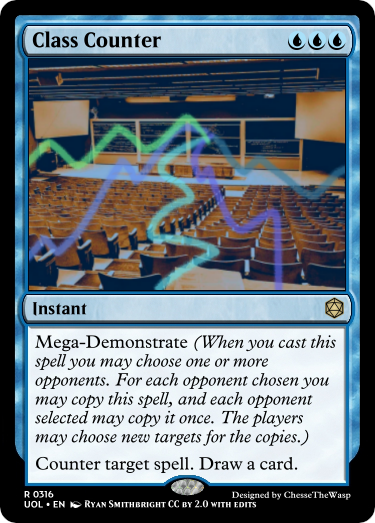 Class Counter
Instant
Mega-Demonstrate (When you cast this
spell you may choose one or more
opponents. For each opponent chosen you
may copy this spell, and each opponent
selected may copy it once. The players
may choose new targets for the copies.)
Counter target spell. Draw a card.
R 0316
Designed by ChesseTheWasp
UOL • EN Ryan Smithbright CC by 2.0 with edits